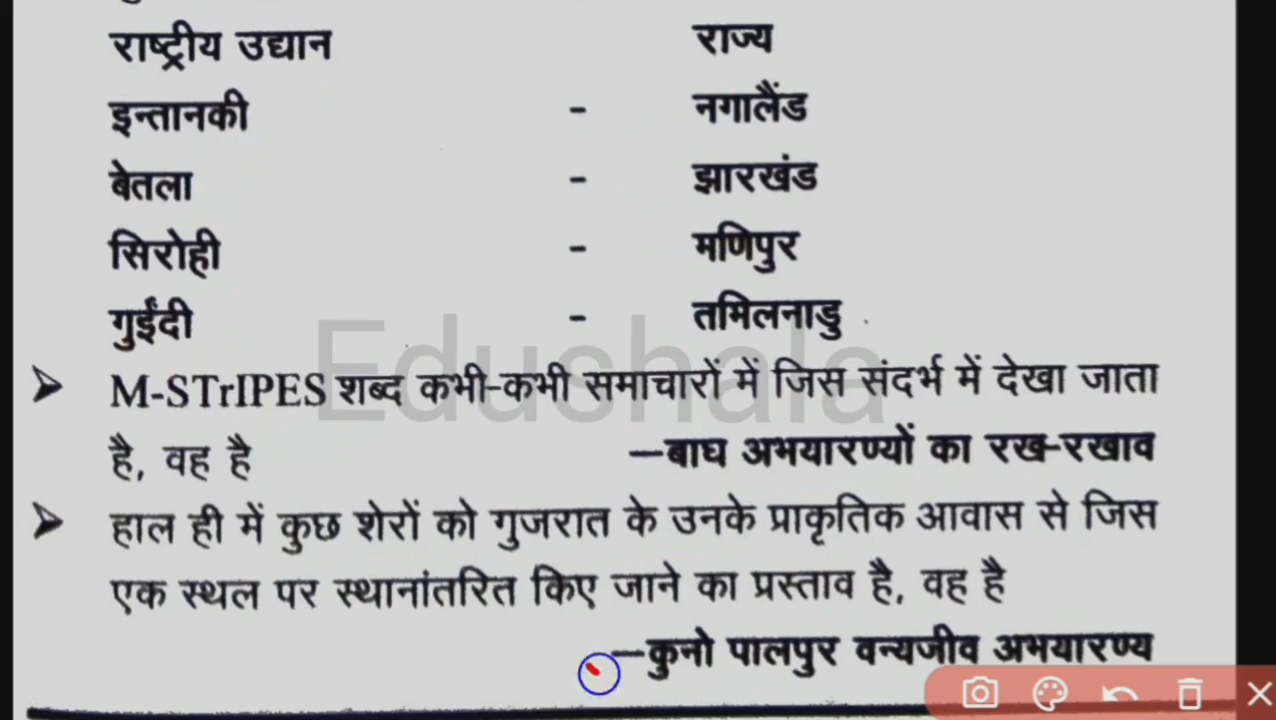 राष्ट्रीय उद्यान राज्य
इन्तानकी - नगालैंड
बेतला - झारखंड
सिरोही - मणिपुर
गुईंदी - तमिलनाडु
Edushala
➢ M-STrIPES शब्द कभी-कभी समाचारों में जिस संदर्भ में देखा जाता
है, वह है —बाघ अभयारण्यों का रख-रखाव
➢ हाल ही में कुछ शेरों को गुजरात के उनके प्राकृतिक आवास से जिस
एक स्थल पर स्थानांतरित किए जाने का प्रस्ताव है, वह है
—कुनो पालपुर वन्यजीव अभयारण्य